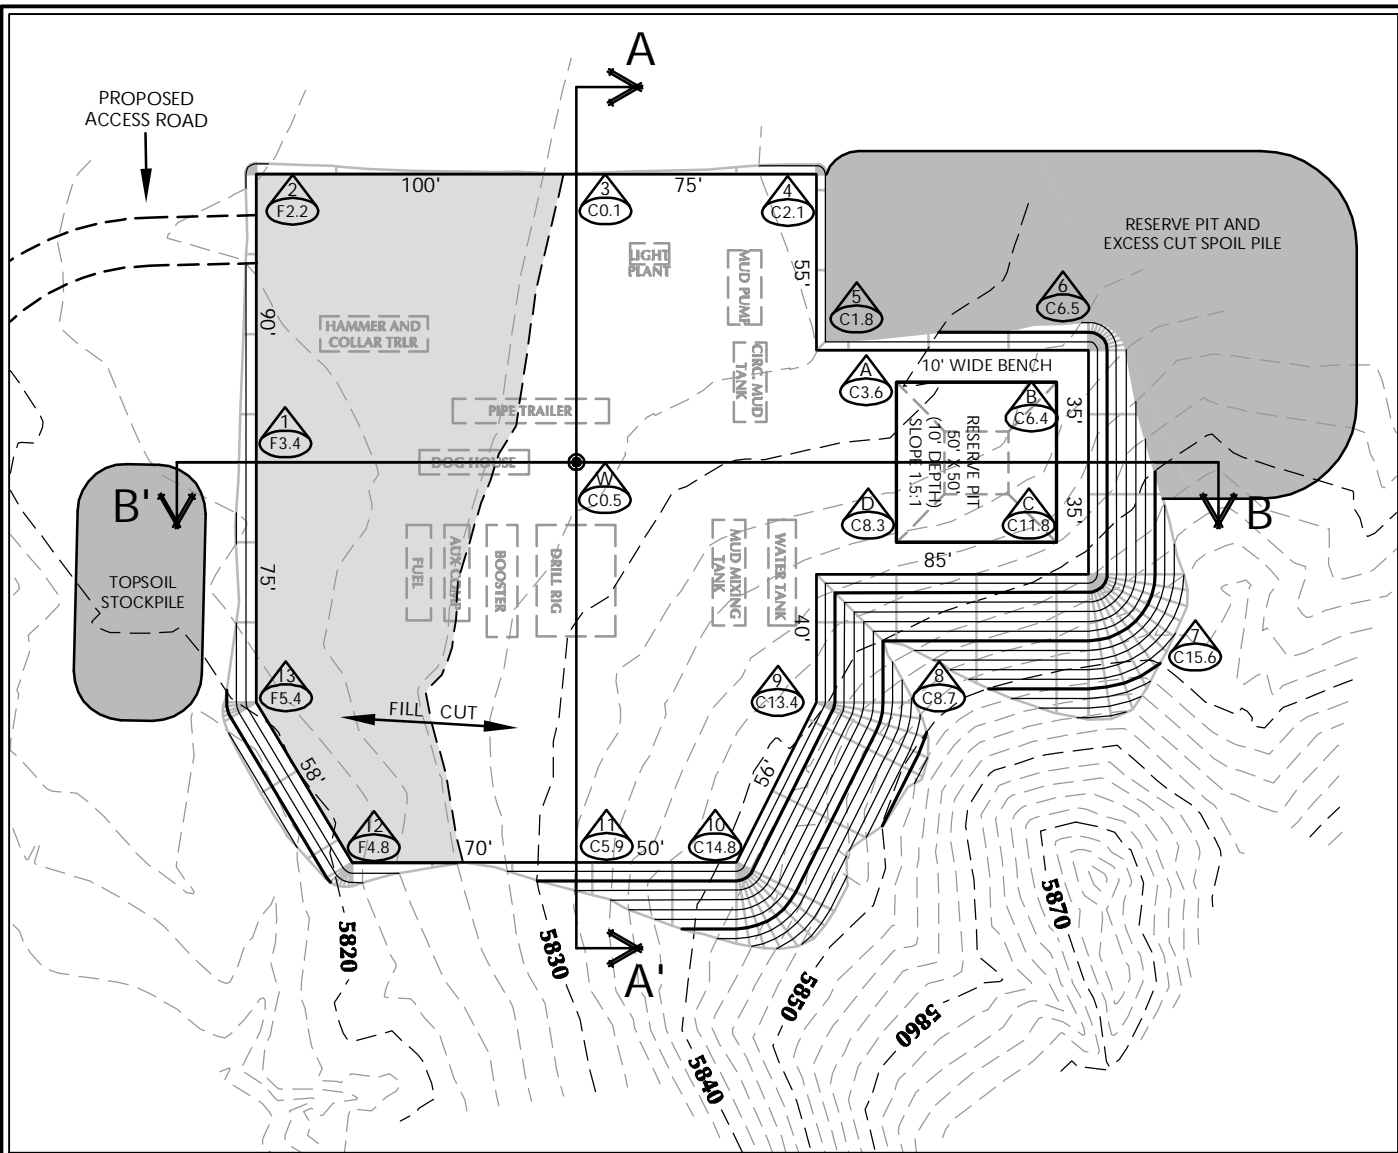 A
PROPOSED
ACCESS ROAD
2
F2.2
100'
3
C0.1
75'
4
C2.1
RESERVE PIT AND
EXCESS CUT SPOIL PILE
LIGHT
PLANT
MUD PUMP
55'
5
C1.8
6
C6.5
90'
HAMMER AND
COLLAR TRLR
CIRC. MUD
TANK
10' WIDE BENCH
A
C3.6
B
C6.4
35'
PIPE TRAILER
1
F3.4
RESERVE PIT
50' X 50'
(10' DEPTH)
SLOPE 1.5:1
DOG HOUSE
W
C0.5
D
C8.3
C
C11.8
35'
B'
B
TOPSOIL
STOCKPILE
75'
FUEL
AUX COMP
BOOSTER
DRILL RIG
MUD MIXING
TANK
WATER TANK
85'
40'
7
C15.6
13
F5.4
9
C13.4
8
C8.7
FILL
CUT
58'
56'
12
F4.8
70'
11
C5.9
50'
10
C14.8
5820
5830
A'
5840
5850
5860
5870